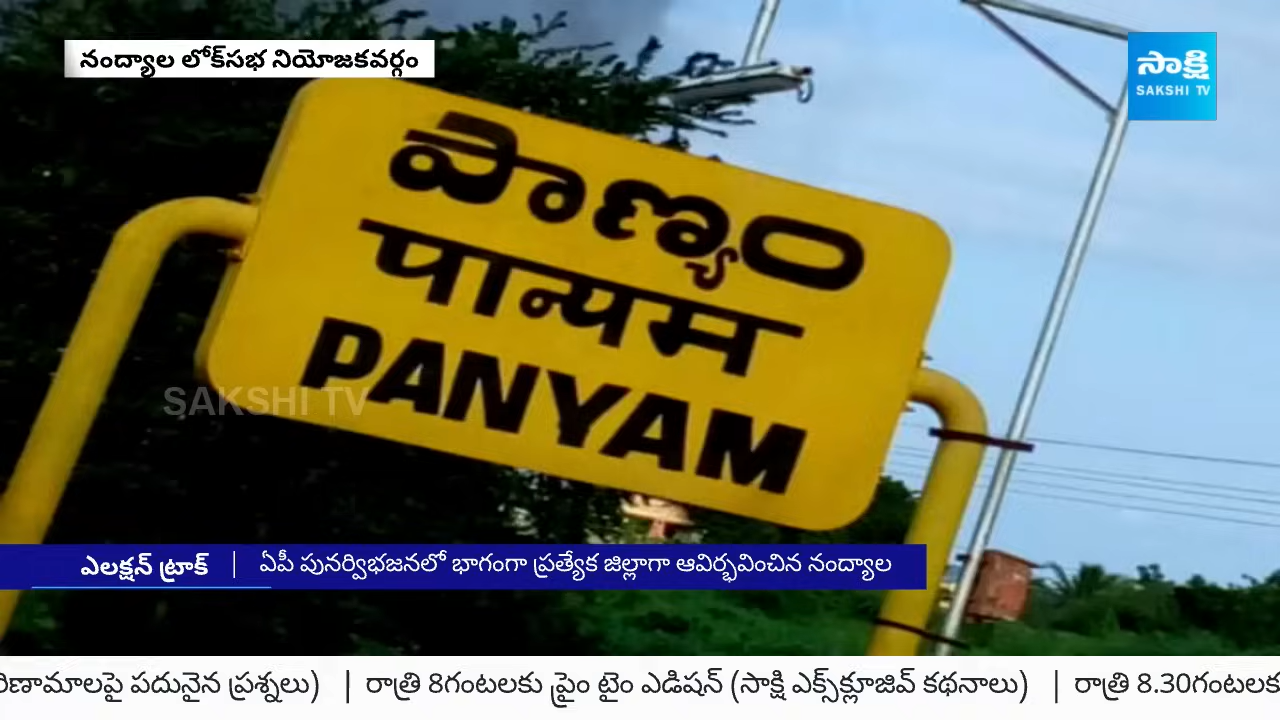 నంద్యాల లోక్‌సభ నియోజకవర్గం
సాక్షి
SAKSHI TV
పాణ్యం
पान्यम
PANYAM
SAKSHI TV
ఎలక్షన్ ట్రాక్ | ఏపీ పునర్విభజనలో భాగంగా ప్రత్యేక జిల్లాగా ఆవిర్భవించిన నంద్యాల
రిణామాలపై పదునైన ప్రశ్నలు) | రాత్రి 8గంటలకు ప్రైం టైం ఎడిషన్ (సాక్షి ఎక్స్‌క్లూజివ్ కథనాలు) | రాత్రి 8.30గంటలక